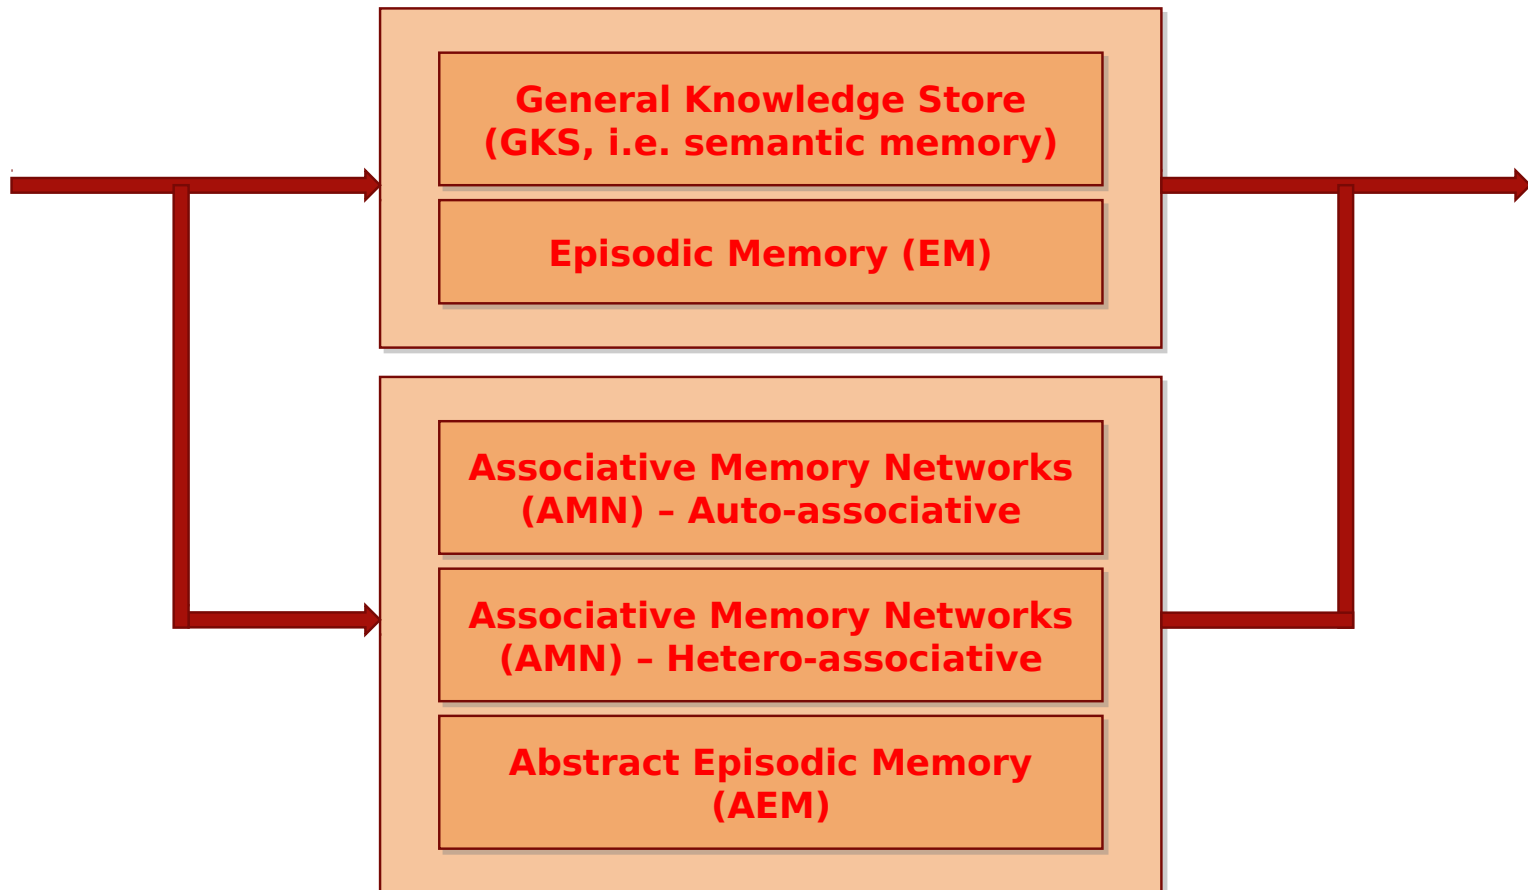 General Knowledge Store
(GKS, i.e. semantic memory)
Episodic Memory (EM)
Associative Memory Networks
(AMN) – Auto-associative
Associative Memory Networks
(AMN) – Hetero-associative
Abstract Episodic Memory
(AEM)